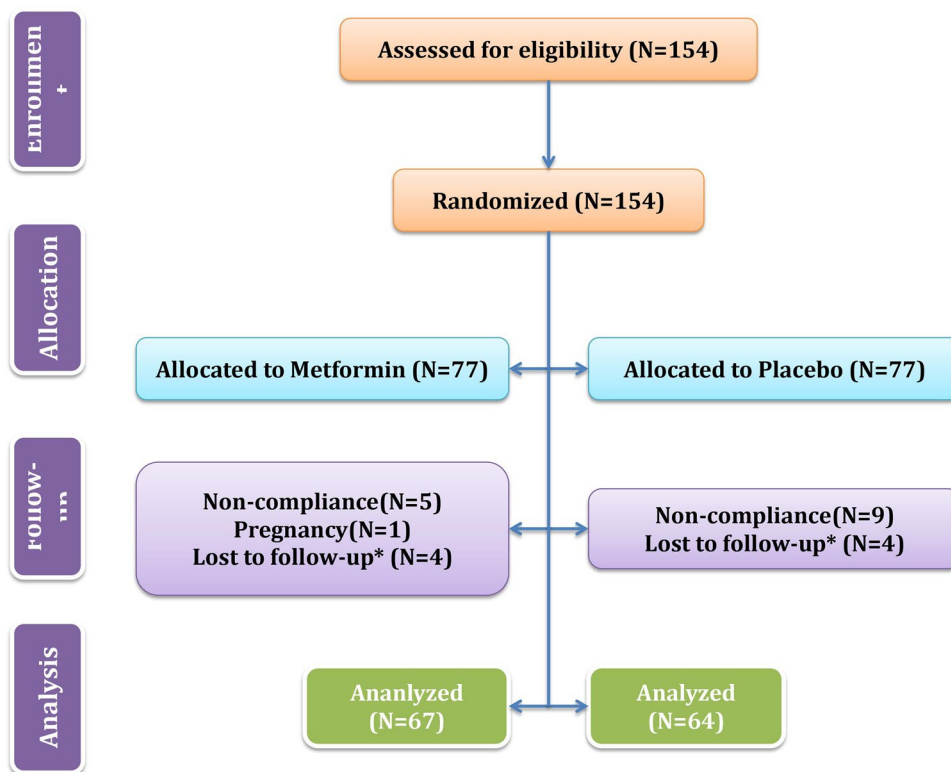 Enrollmen
t
Assessed for eligibility (N=154)
Randomized (N=154)
Allocation
Allocated to Metformin (N=77)
Allocated to Placebo (N=77)
Follow-
up
Non-compliance(N=5)
Pregnancy(N=1)
Lost to follow-up* (N=4)
Non-compliance(N=9)
Lost to follow-up* (N=4)
Analysis
Ananlyzed
(N=67)
Analyzed
(N=64)